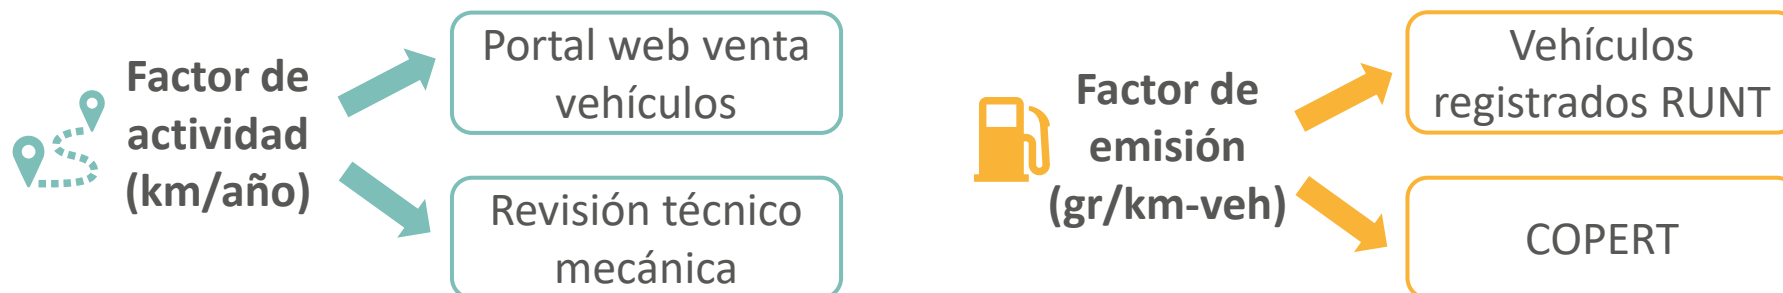 Factor de
actividad
(km/año)
Portal web venta
vehículos
Revisión técnico
mecánica
Factor de
emisión
(gr/km-veh)
Vehículos
registrados RUNT
COPERT